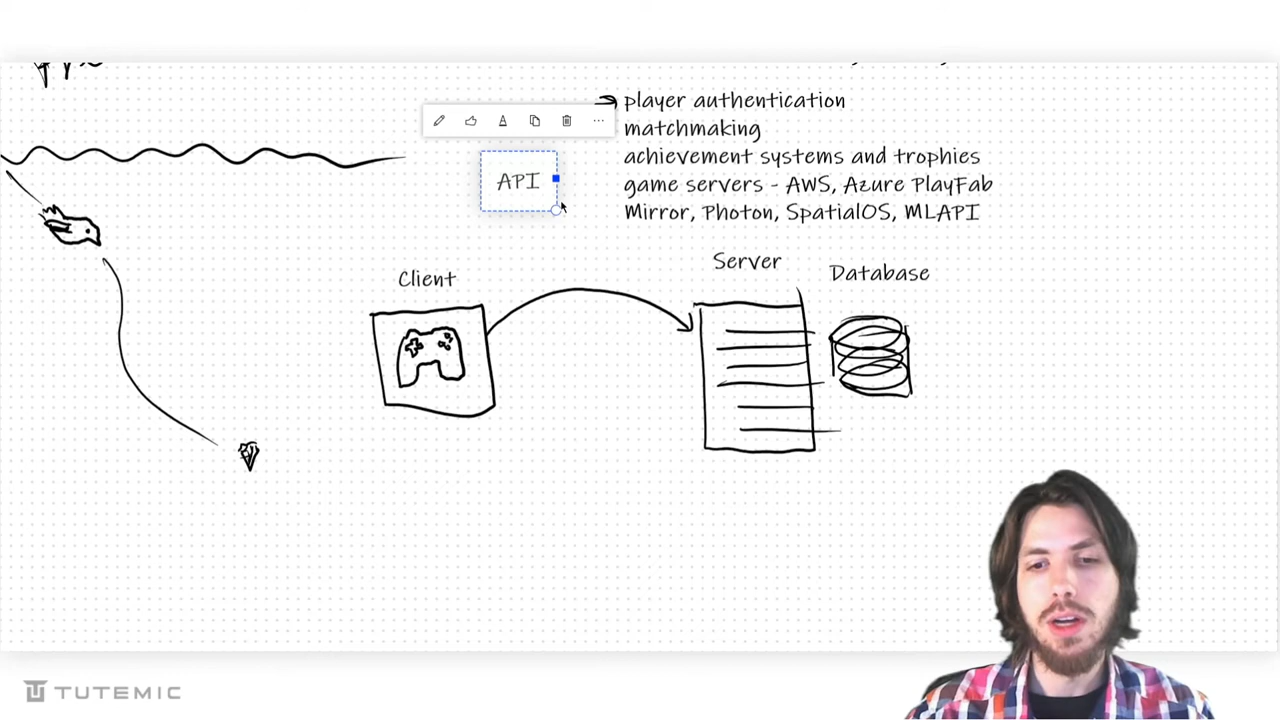 player authentication
matchmaking
achievement systems and trophies
game servers - AWS, Azure PlayFab
Mirror, Photon, SpatialOS, MLAPI
API
Client
Server
Database
TUTEMIC